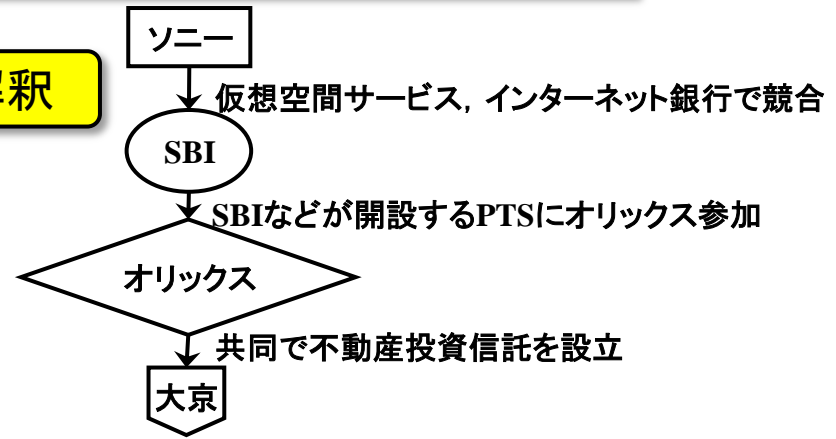 ソニー
釈
仮想空間サービス，インターネット銀行で競合
SBI
SBIなどが開設するPTSにオリックス参加
オリックス
共同で不動産投資信託を設立
大京